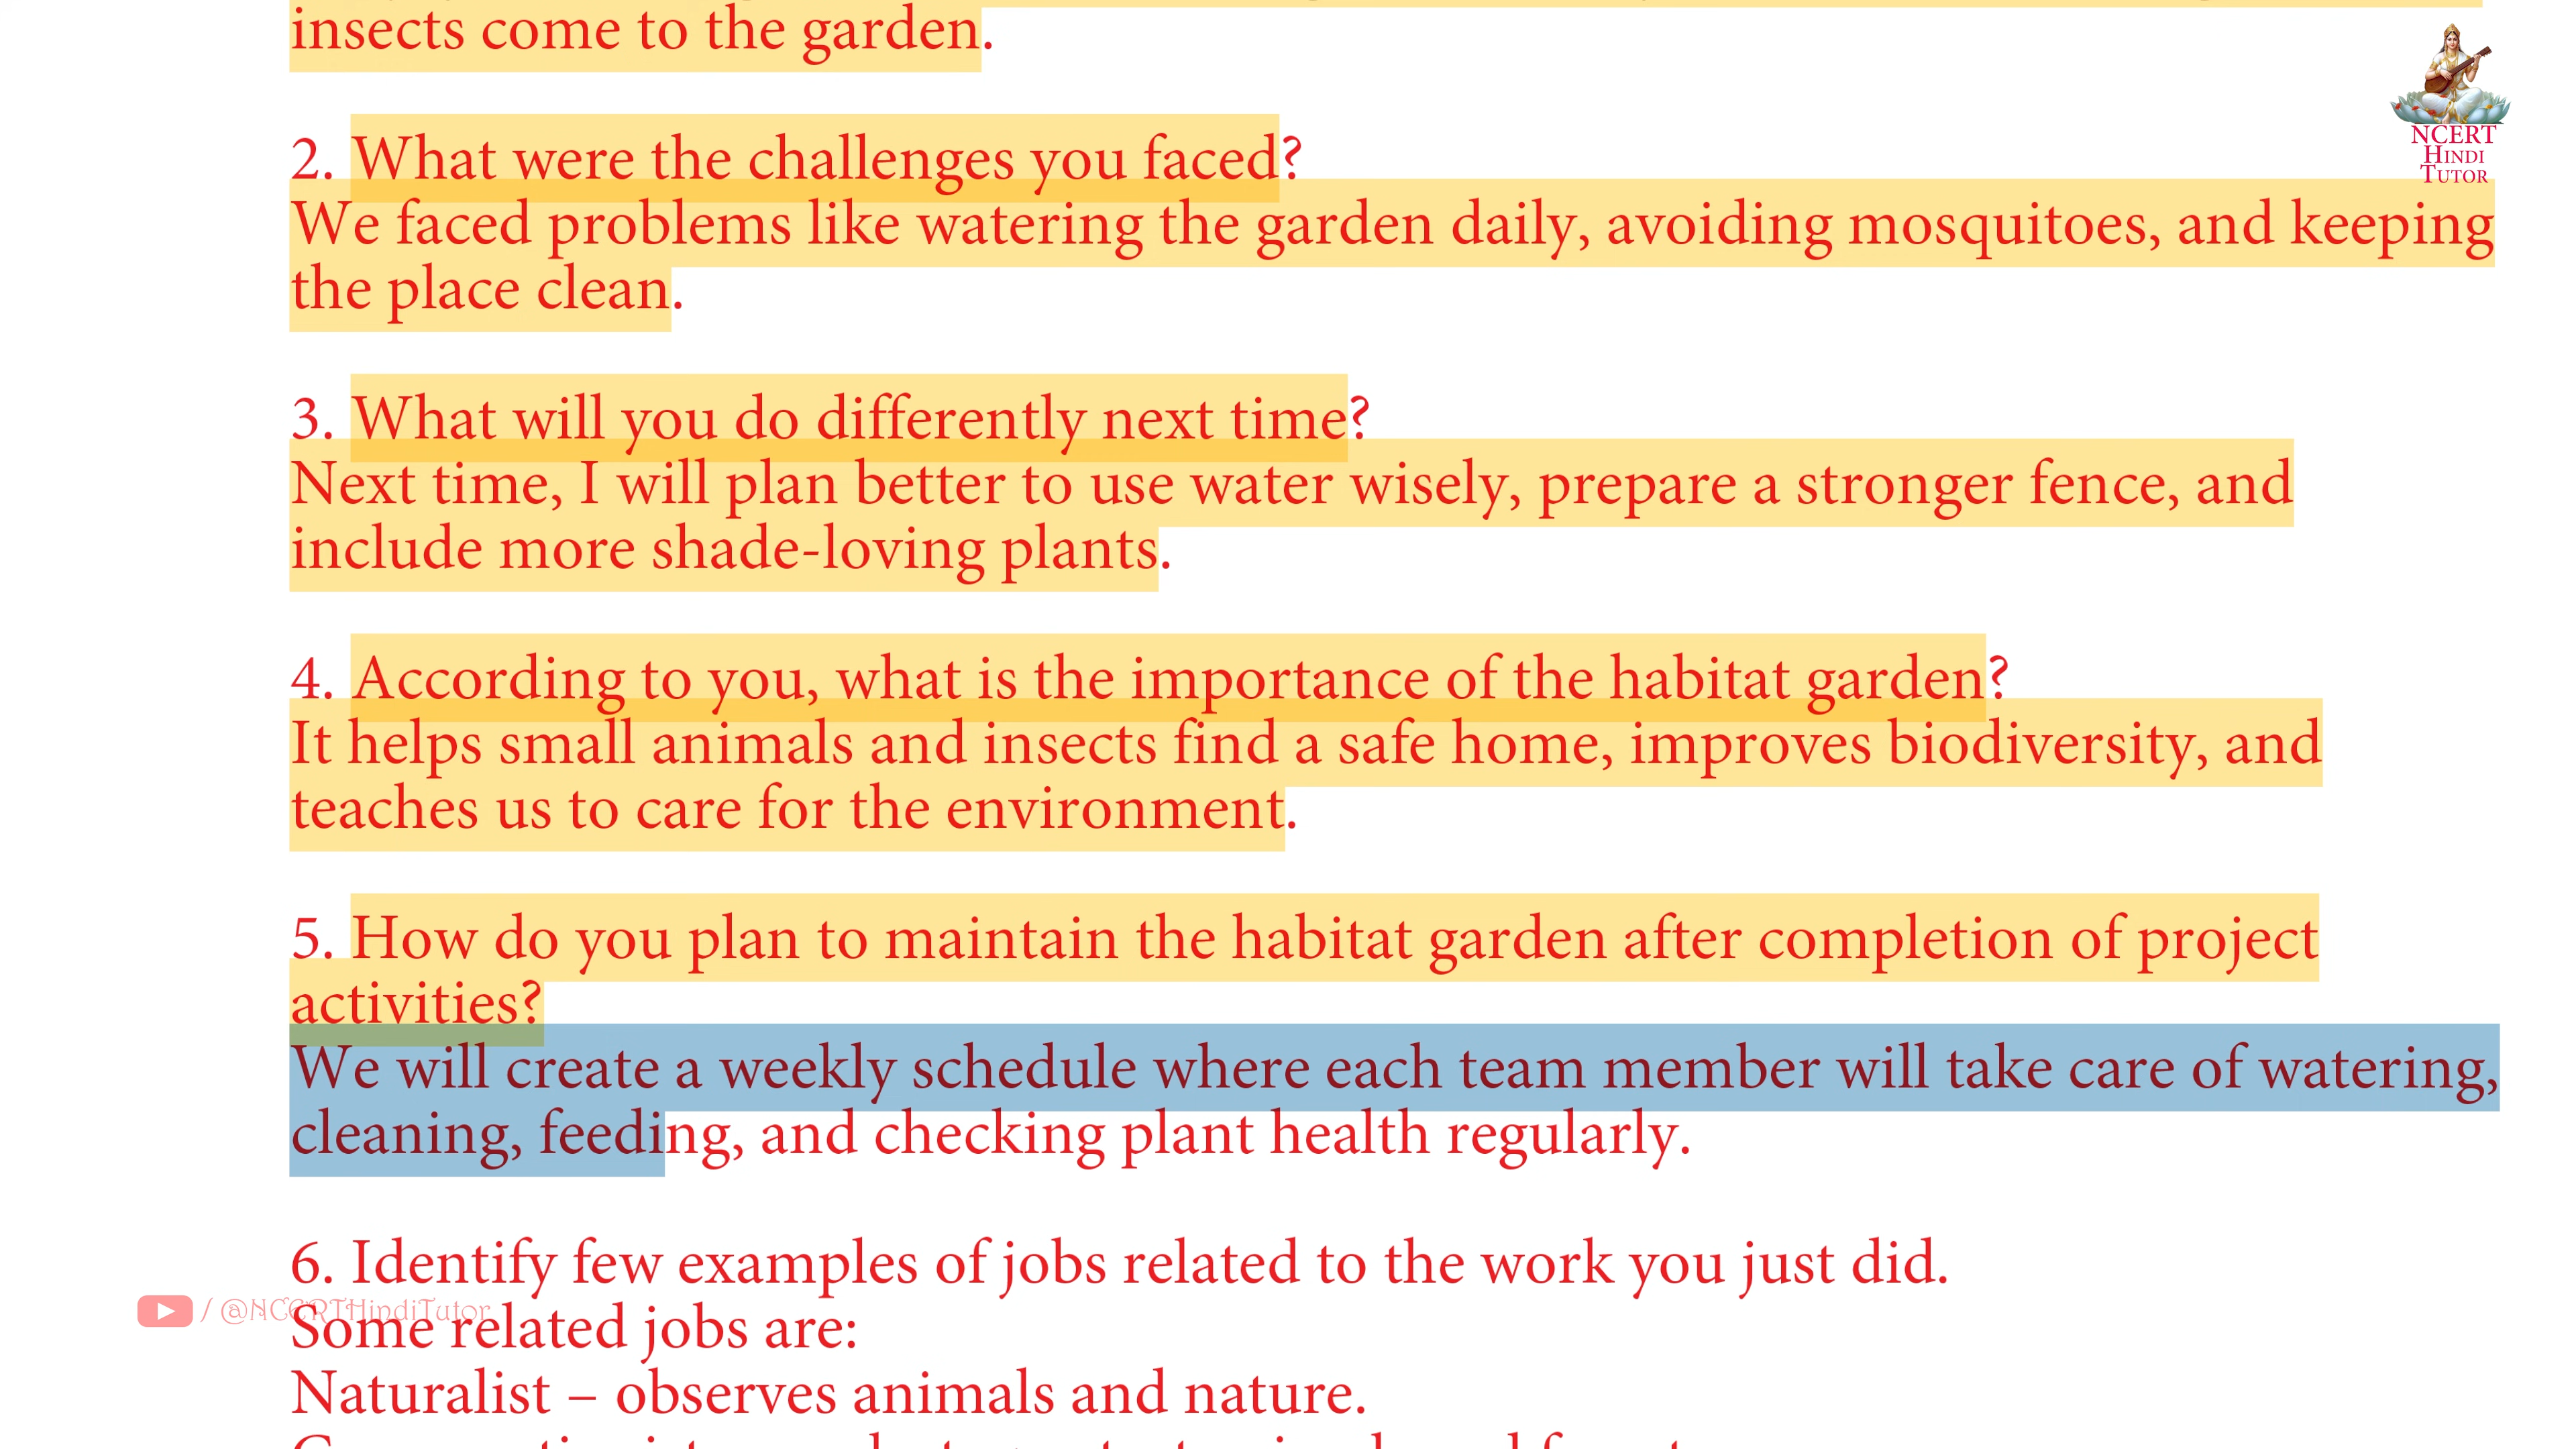 insects come to the garden.
NCERT
HINDI
TUTOR
2. What were the challenges you faced?
We faced problems like watering the garden daily, avoiding mosquitoes, and keeping
the place clean.
3. What will you do differently next time?
Next time, I will plan better to use water wisely, prepare a stronger fence, and
include more shade-loving plants.
4. According to you, what is the importance of the habitat garden?
It helps small animals and insects find a safe home, improves biodiversity, and
teaches us to care for the environment.
5. How do you plan to maintain the habitat garden after completion of project
activities?
We will create a weekly schedule where each team member will take care of watering,
cleaning, feeding, and checking plant health regularly.
6. Identify few examples of jobs related to the work you just did.
/ @NCERTHindiTutor
Some related jobs are:
Naturalist – observes animals and nature.